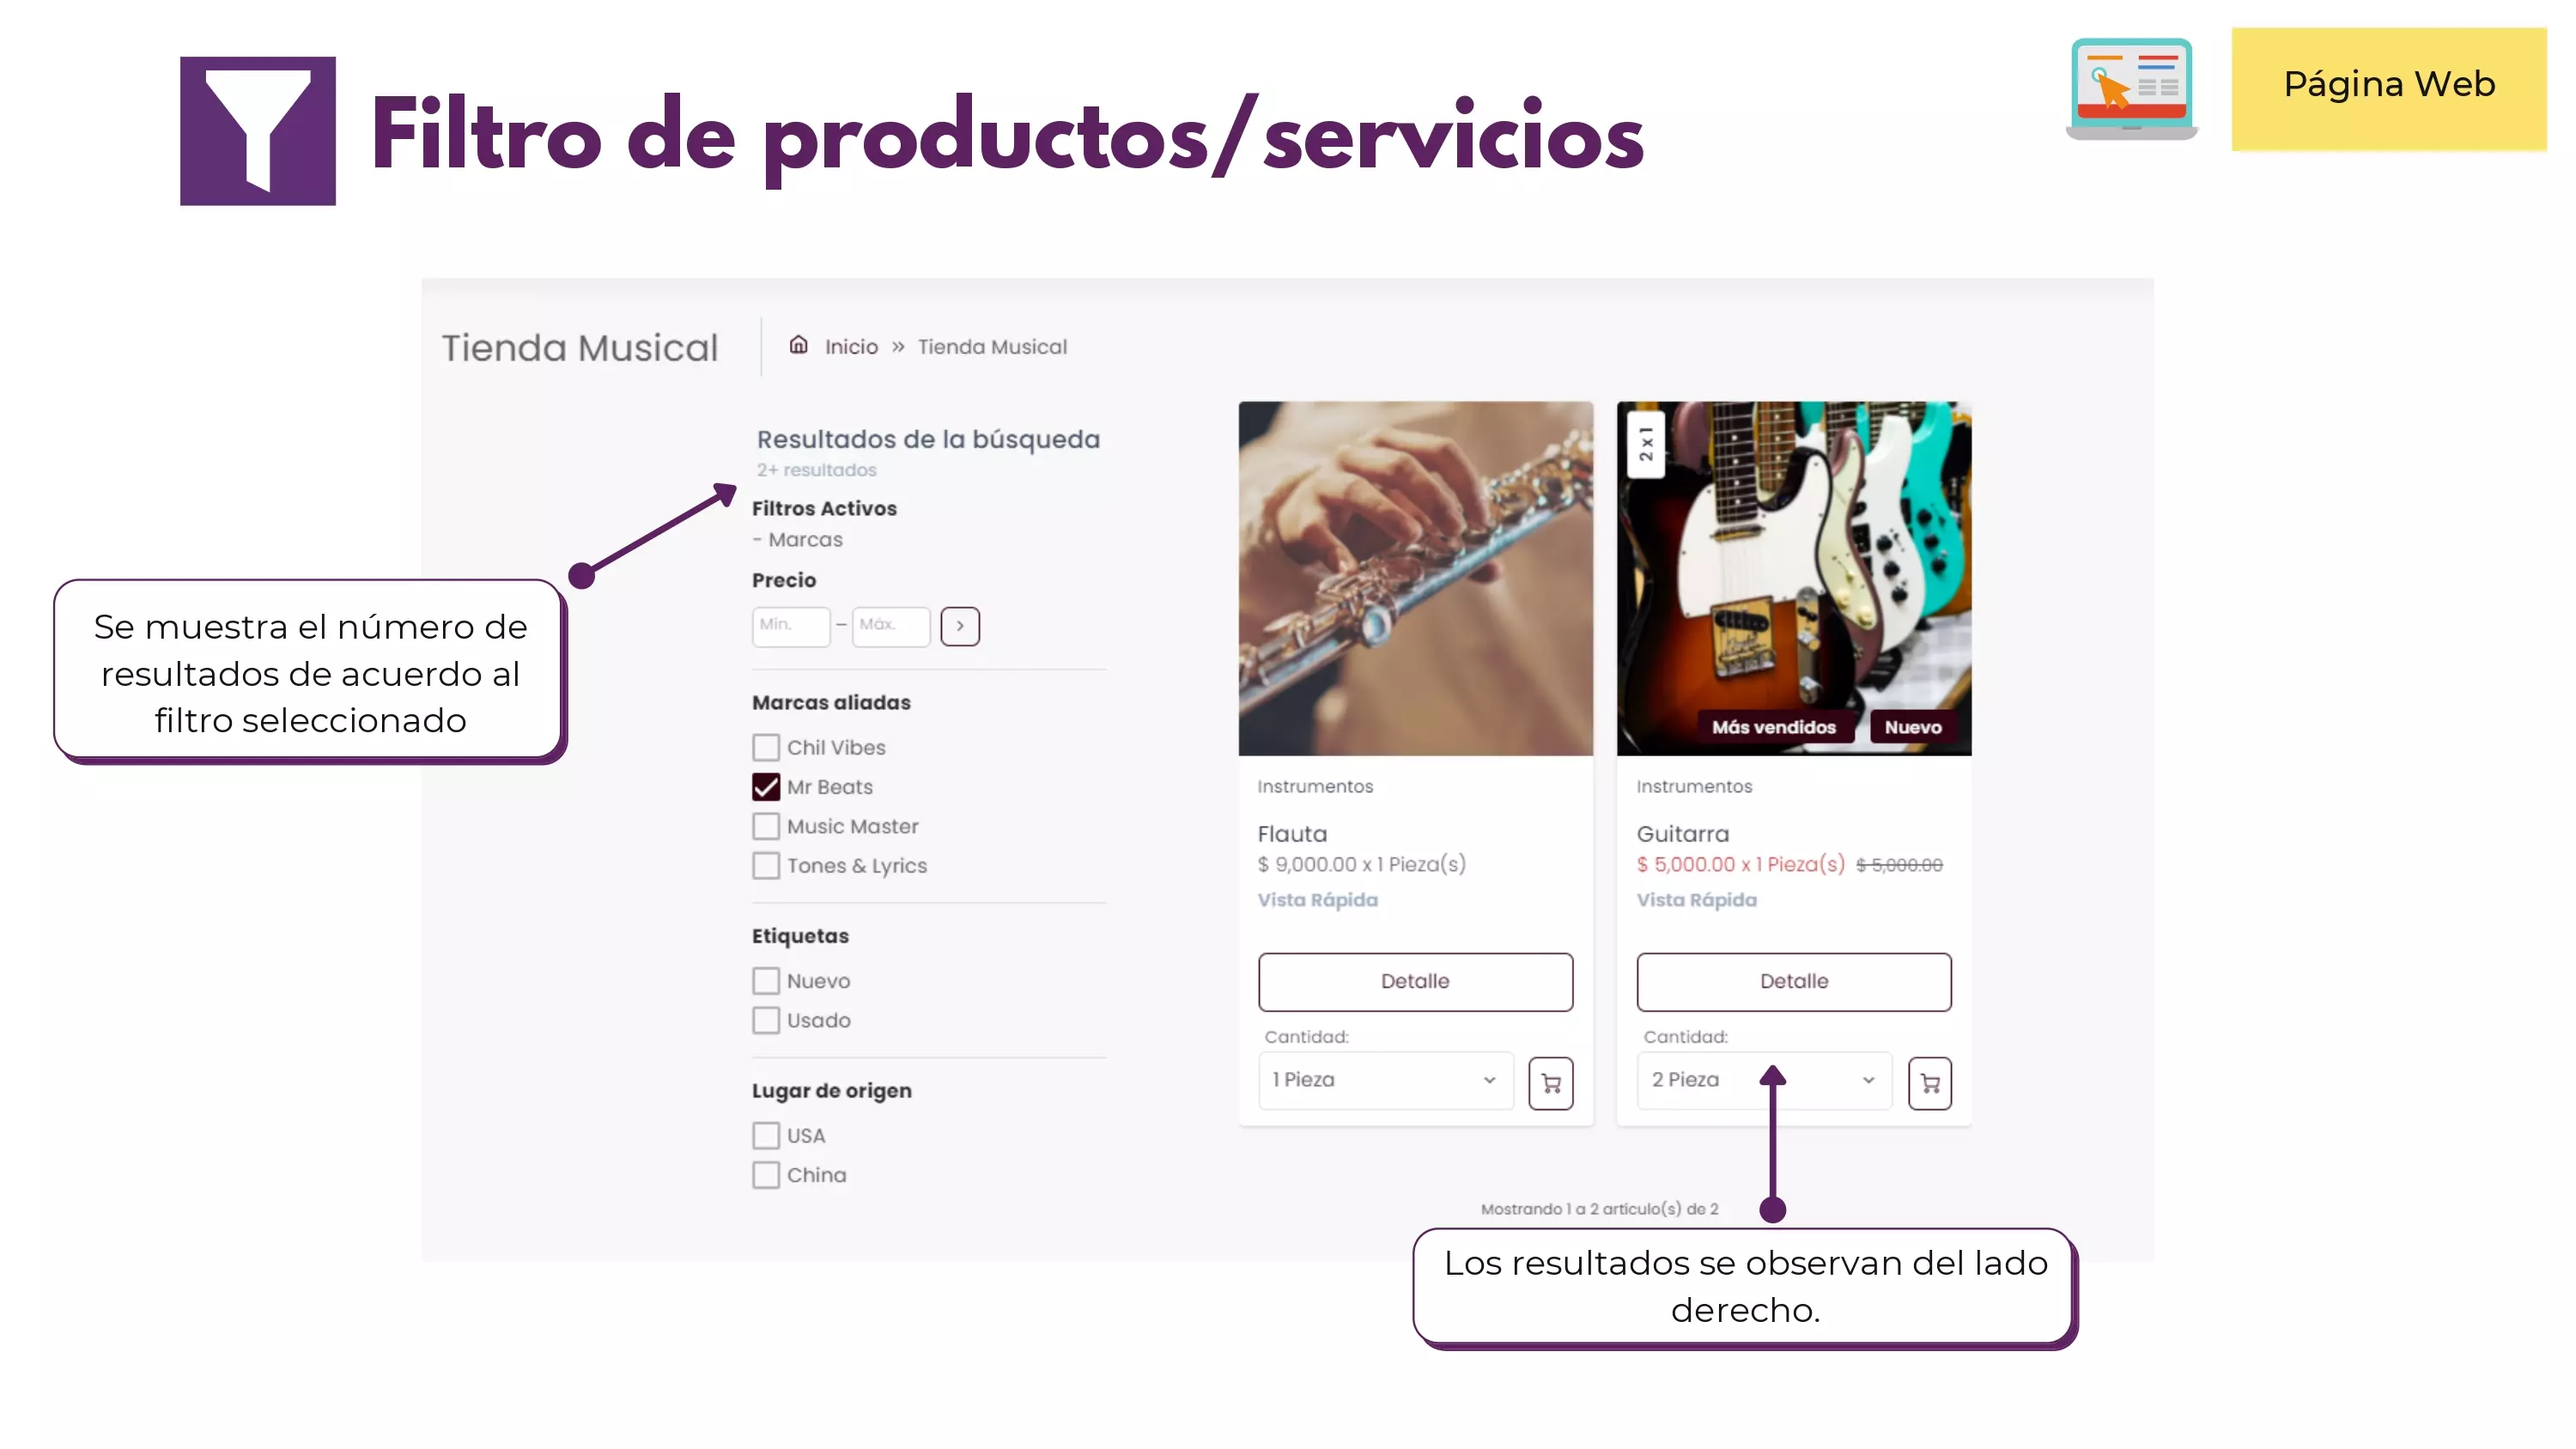 Filtro de productos/servicios
Página Web
Tienda Musical
Inicio » Tienda Musical
Resultados de la búsqueda
2+ resultados
Filtros Activos
- Marcas
Precio
Mín. – Máx.
Se muestra el número de
resultados de acuerdo al
filtro seleccionado
Marcas aliadas
Chil Vibes
Mr Beats
Music Master
Tones & Lyrics
Etiquetas
Nuevo
Usado
Lugar de origen
USA
China
Instrumentos
Flauta
$ 9,000.00 x 1 Pieza(s)
Vista Rápida
Detalle
Cantidad:
1 Pieza
2 x 1
Más vendidos
Nuevo
Instrumentos
Guitarra
$ 5,000.00 x 1 Pieza(s) $ 5,000.00
Vista Rápida
Detalle
Cantidad:
2 Pieza
Mostrando 1 a 2 artículo(s) de 2
Los resultados se observan del lado
derecho.